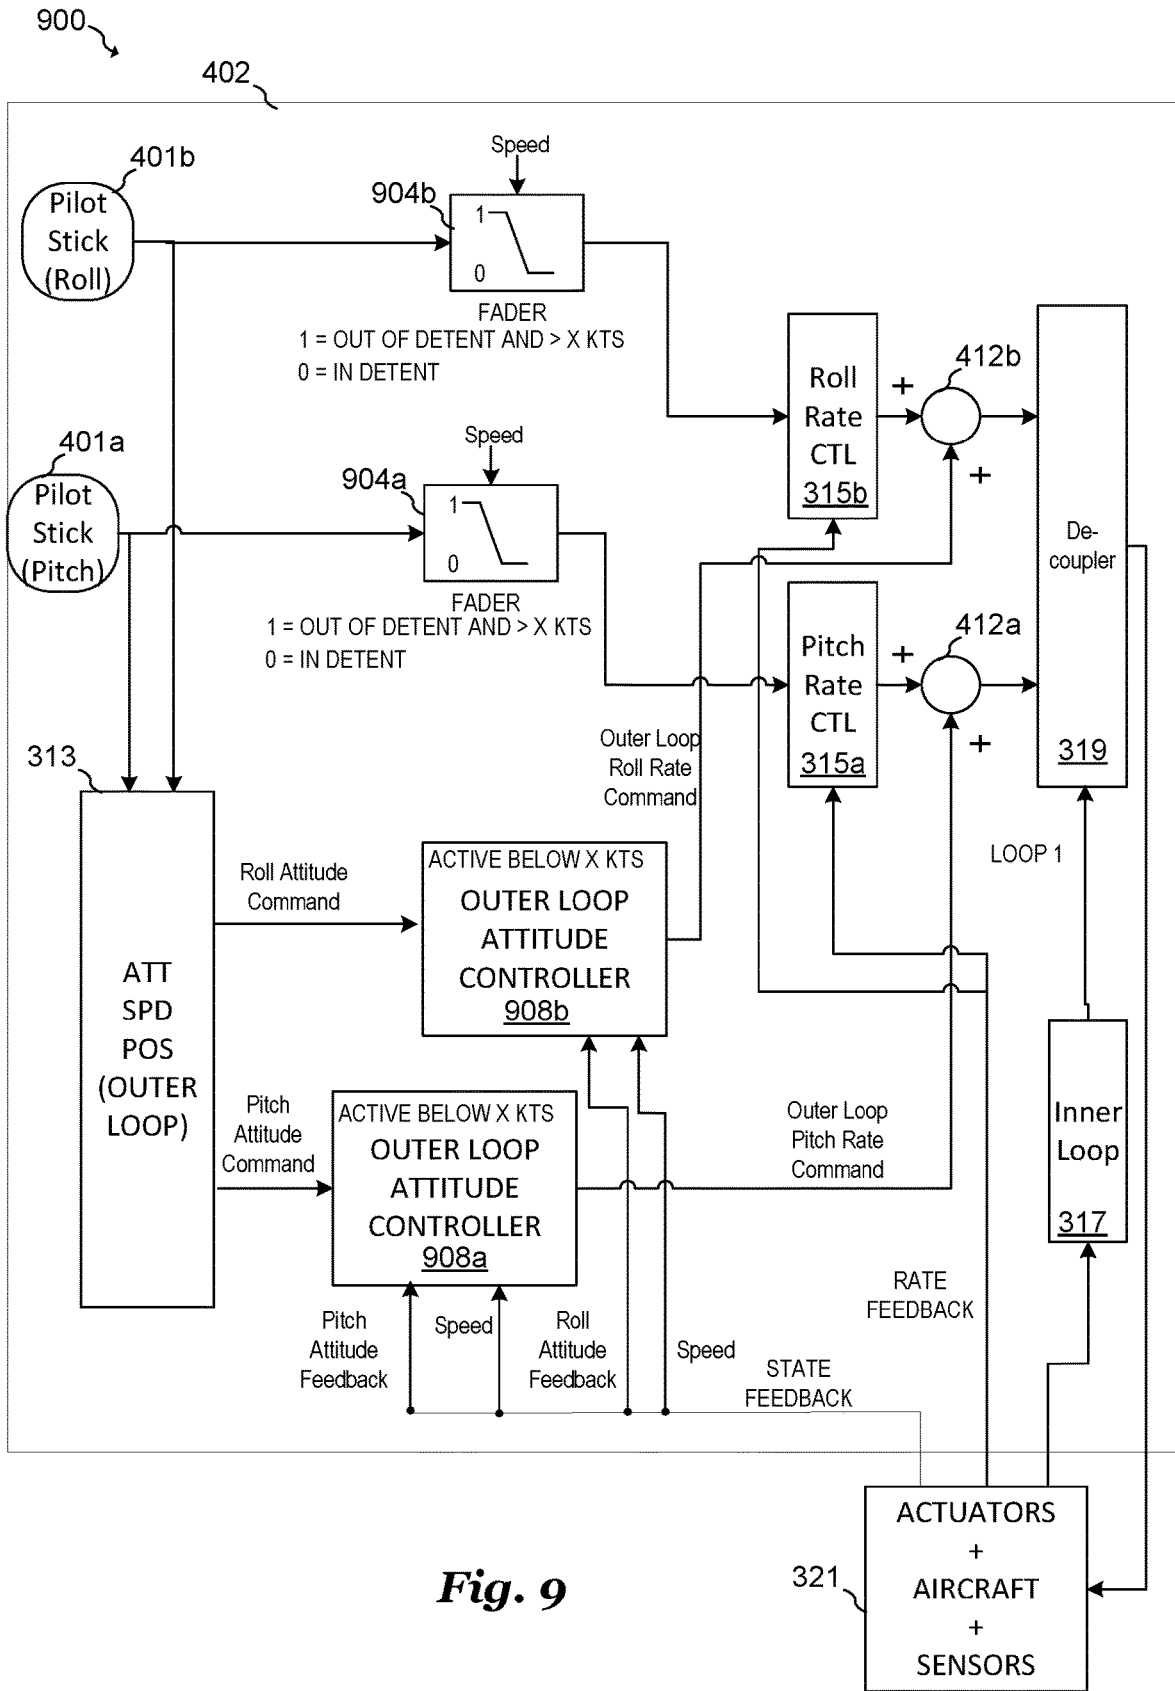 900
402
401b
Pilot
Stick
(Roll)
904b
Speed
1
0
FADER
1 = OUT OF DETENT AND > X KTS
0 = IN DETENT
401a
Pilot
Stick
(Pitch)
904a
Speed
1
0
FADER
1 = OUT OF DETENT AND > X KTS
0 = IN DETENT
Roll
Rate
CTL
315b
+
412b
+
Pitch
Rate
CTL
315a
+
412a
+
De-
coupler
319
313
ATT
SPD
POS
(OUTER
LOOP)
Roll Attitude
Command
ACTIVE BELOW X KTS
OUTER LOOP
ATTITUDE
CONTROLLER
908b
Outer Loop
Roll Rate
Command
Pitch
Attitude
Command
ACTIVE BELOW X KTS
OUTER LOOP
ATTITUDE
CONTROLLER
908a
Outer Loop
Pitch Rate
Command
LOOP 1
Inner
Loop
317
Pitch
Attitude
Feedback
Speed
Roll
Attitude
Feedback
Speed
STATE
FEEDBACK
RATE
FEEDBACK
321
ACTUATORS
+
AIRCRAFT
+
SENSORS
Fig. 9